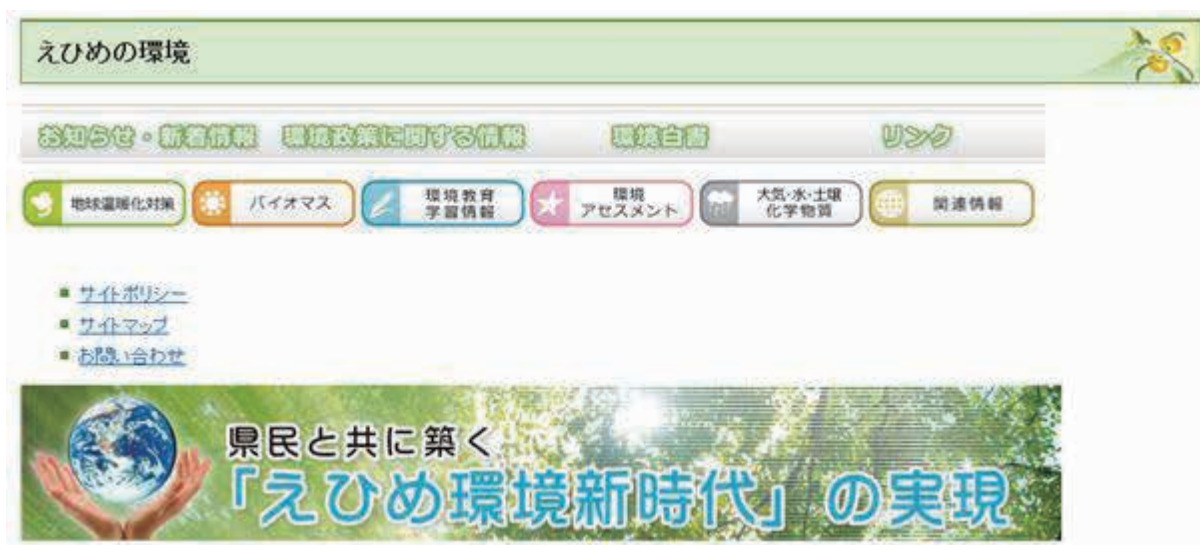 えひめの環境
お知らせ・新着情報 環境政策に関する情報 環境白書 リンク
地球温暖化対策 バイオマス 環境教育 学習情報 環境 アセスメント 大気・水・土壌 化学物質 関連情報
サイトポリシー
サイトマップ
お問い合わせ
県民と共に築く
「えひめ環境新時代」の実現